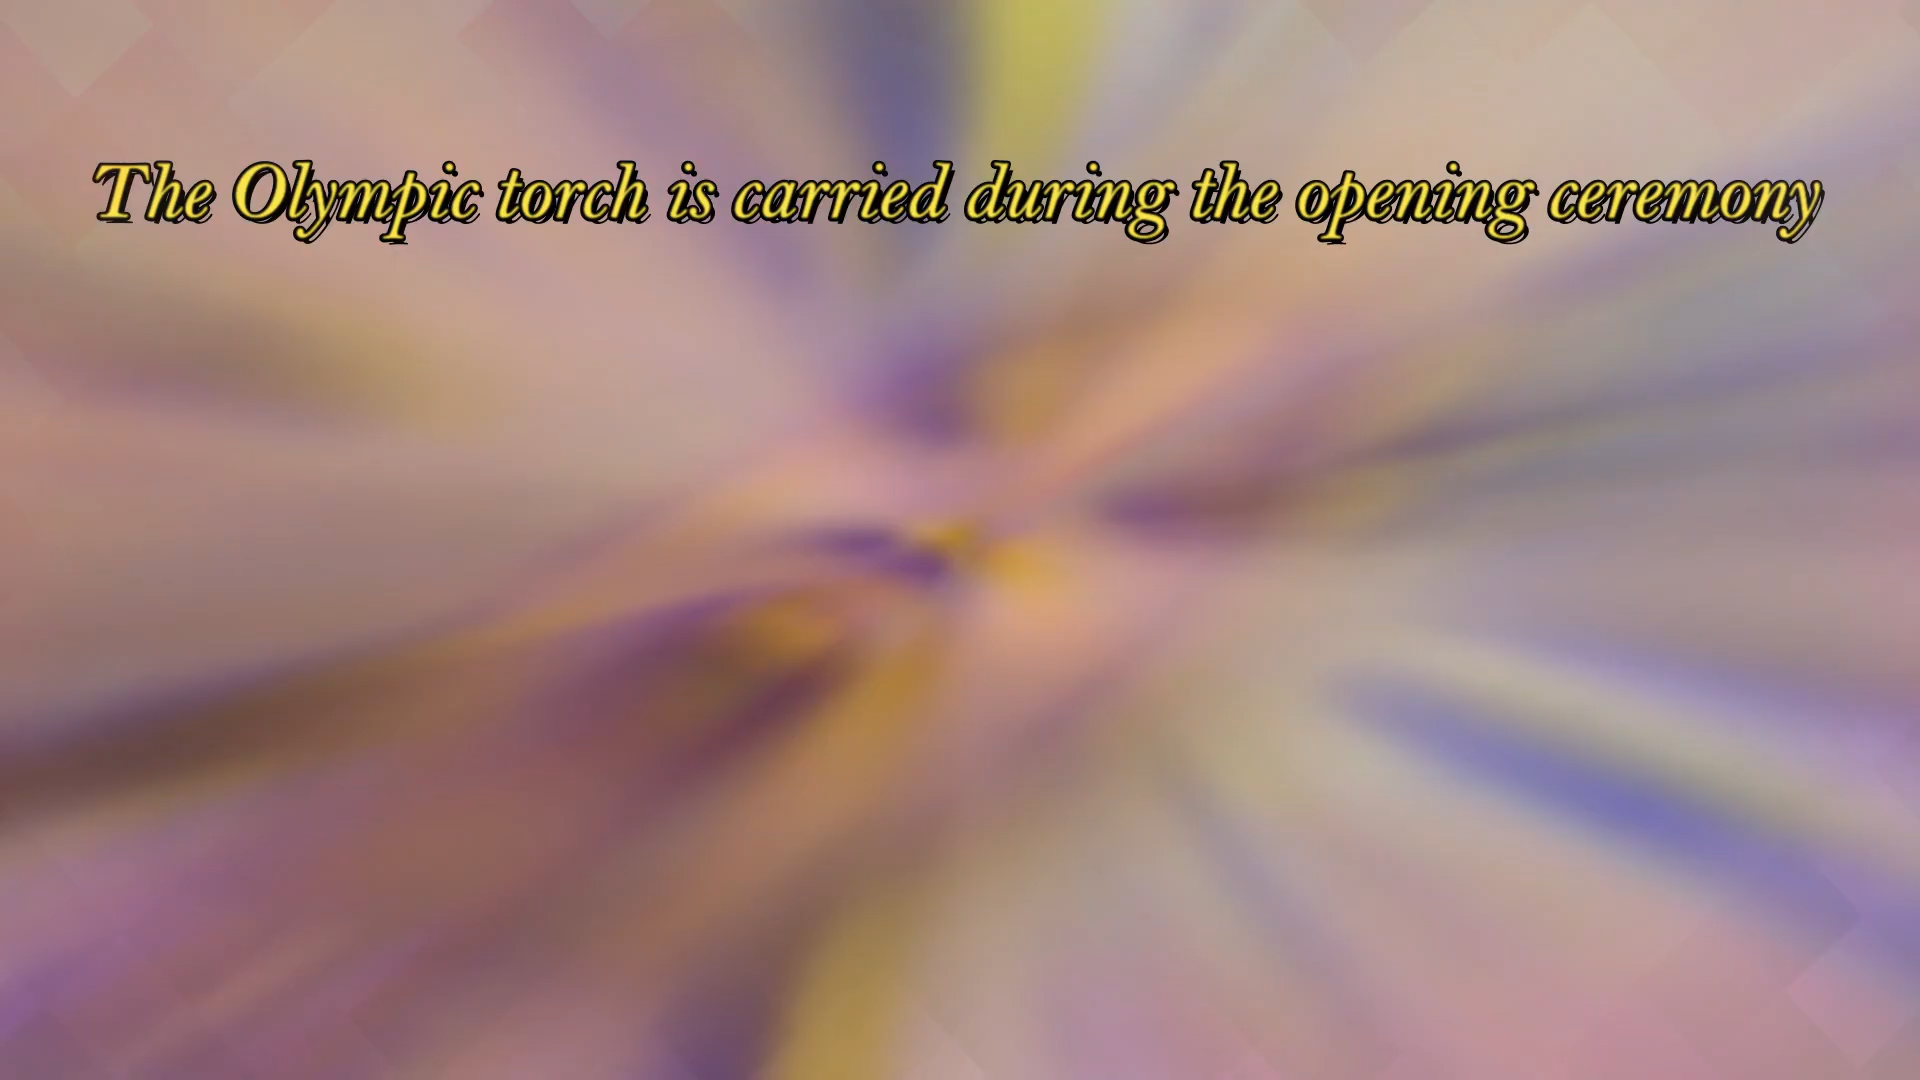 The Olympic torch is carried during the opening ceremony